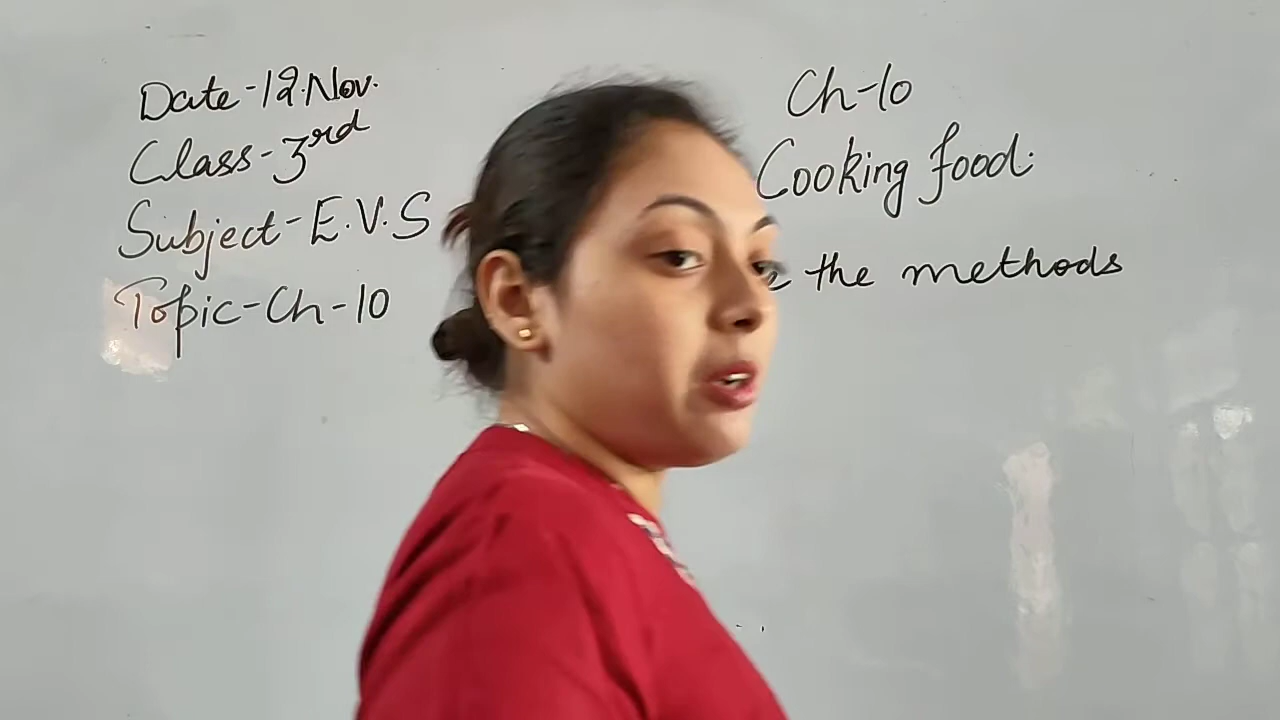 Date-12.Nov.
Class-3rd
Subject-E.V.S
Topic-Ch-10
Ch-10
Cooking food.
the methods